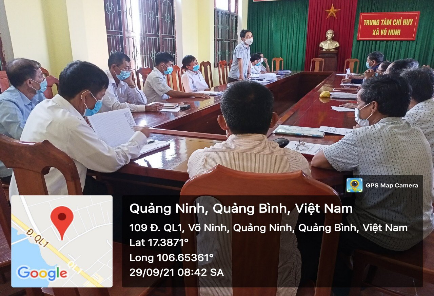 TRUNG TÂM CHỈ HUY
XÃ VÕ NINH
GPS Map Camera
Quảng Ninh, Quảng Bình, Việt Nam
109 Đ. QL1, Võ Ninh, Quảng Ninh, Quảng Bình, Việt Nam
Lat 17.3871°
Long 106.65361°
29/09/21 08:42 SA
Đ. QL1
Google